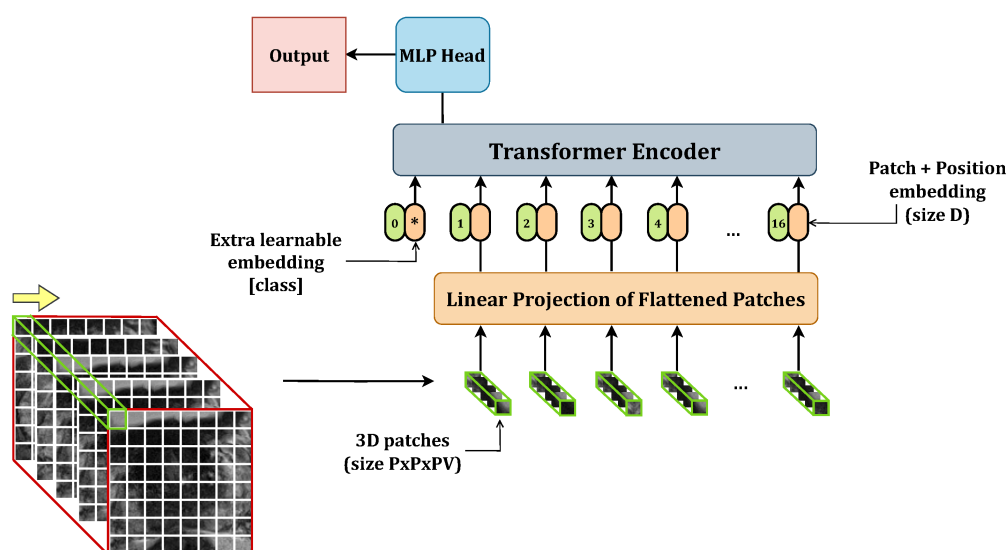 Output
MLP Head
Transformer Encoder
Patch + Position
embedding
(size D)
0 * 1 2 3 4 ... 16
Extra learnable
embedding
[class]
Linear Projection of Flattened Patches
...
3D patches
(size PxPxPV)